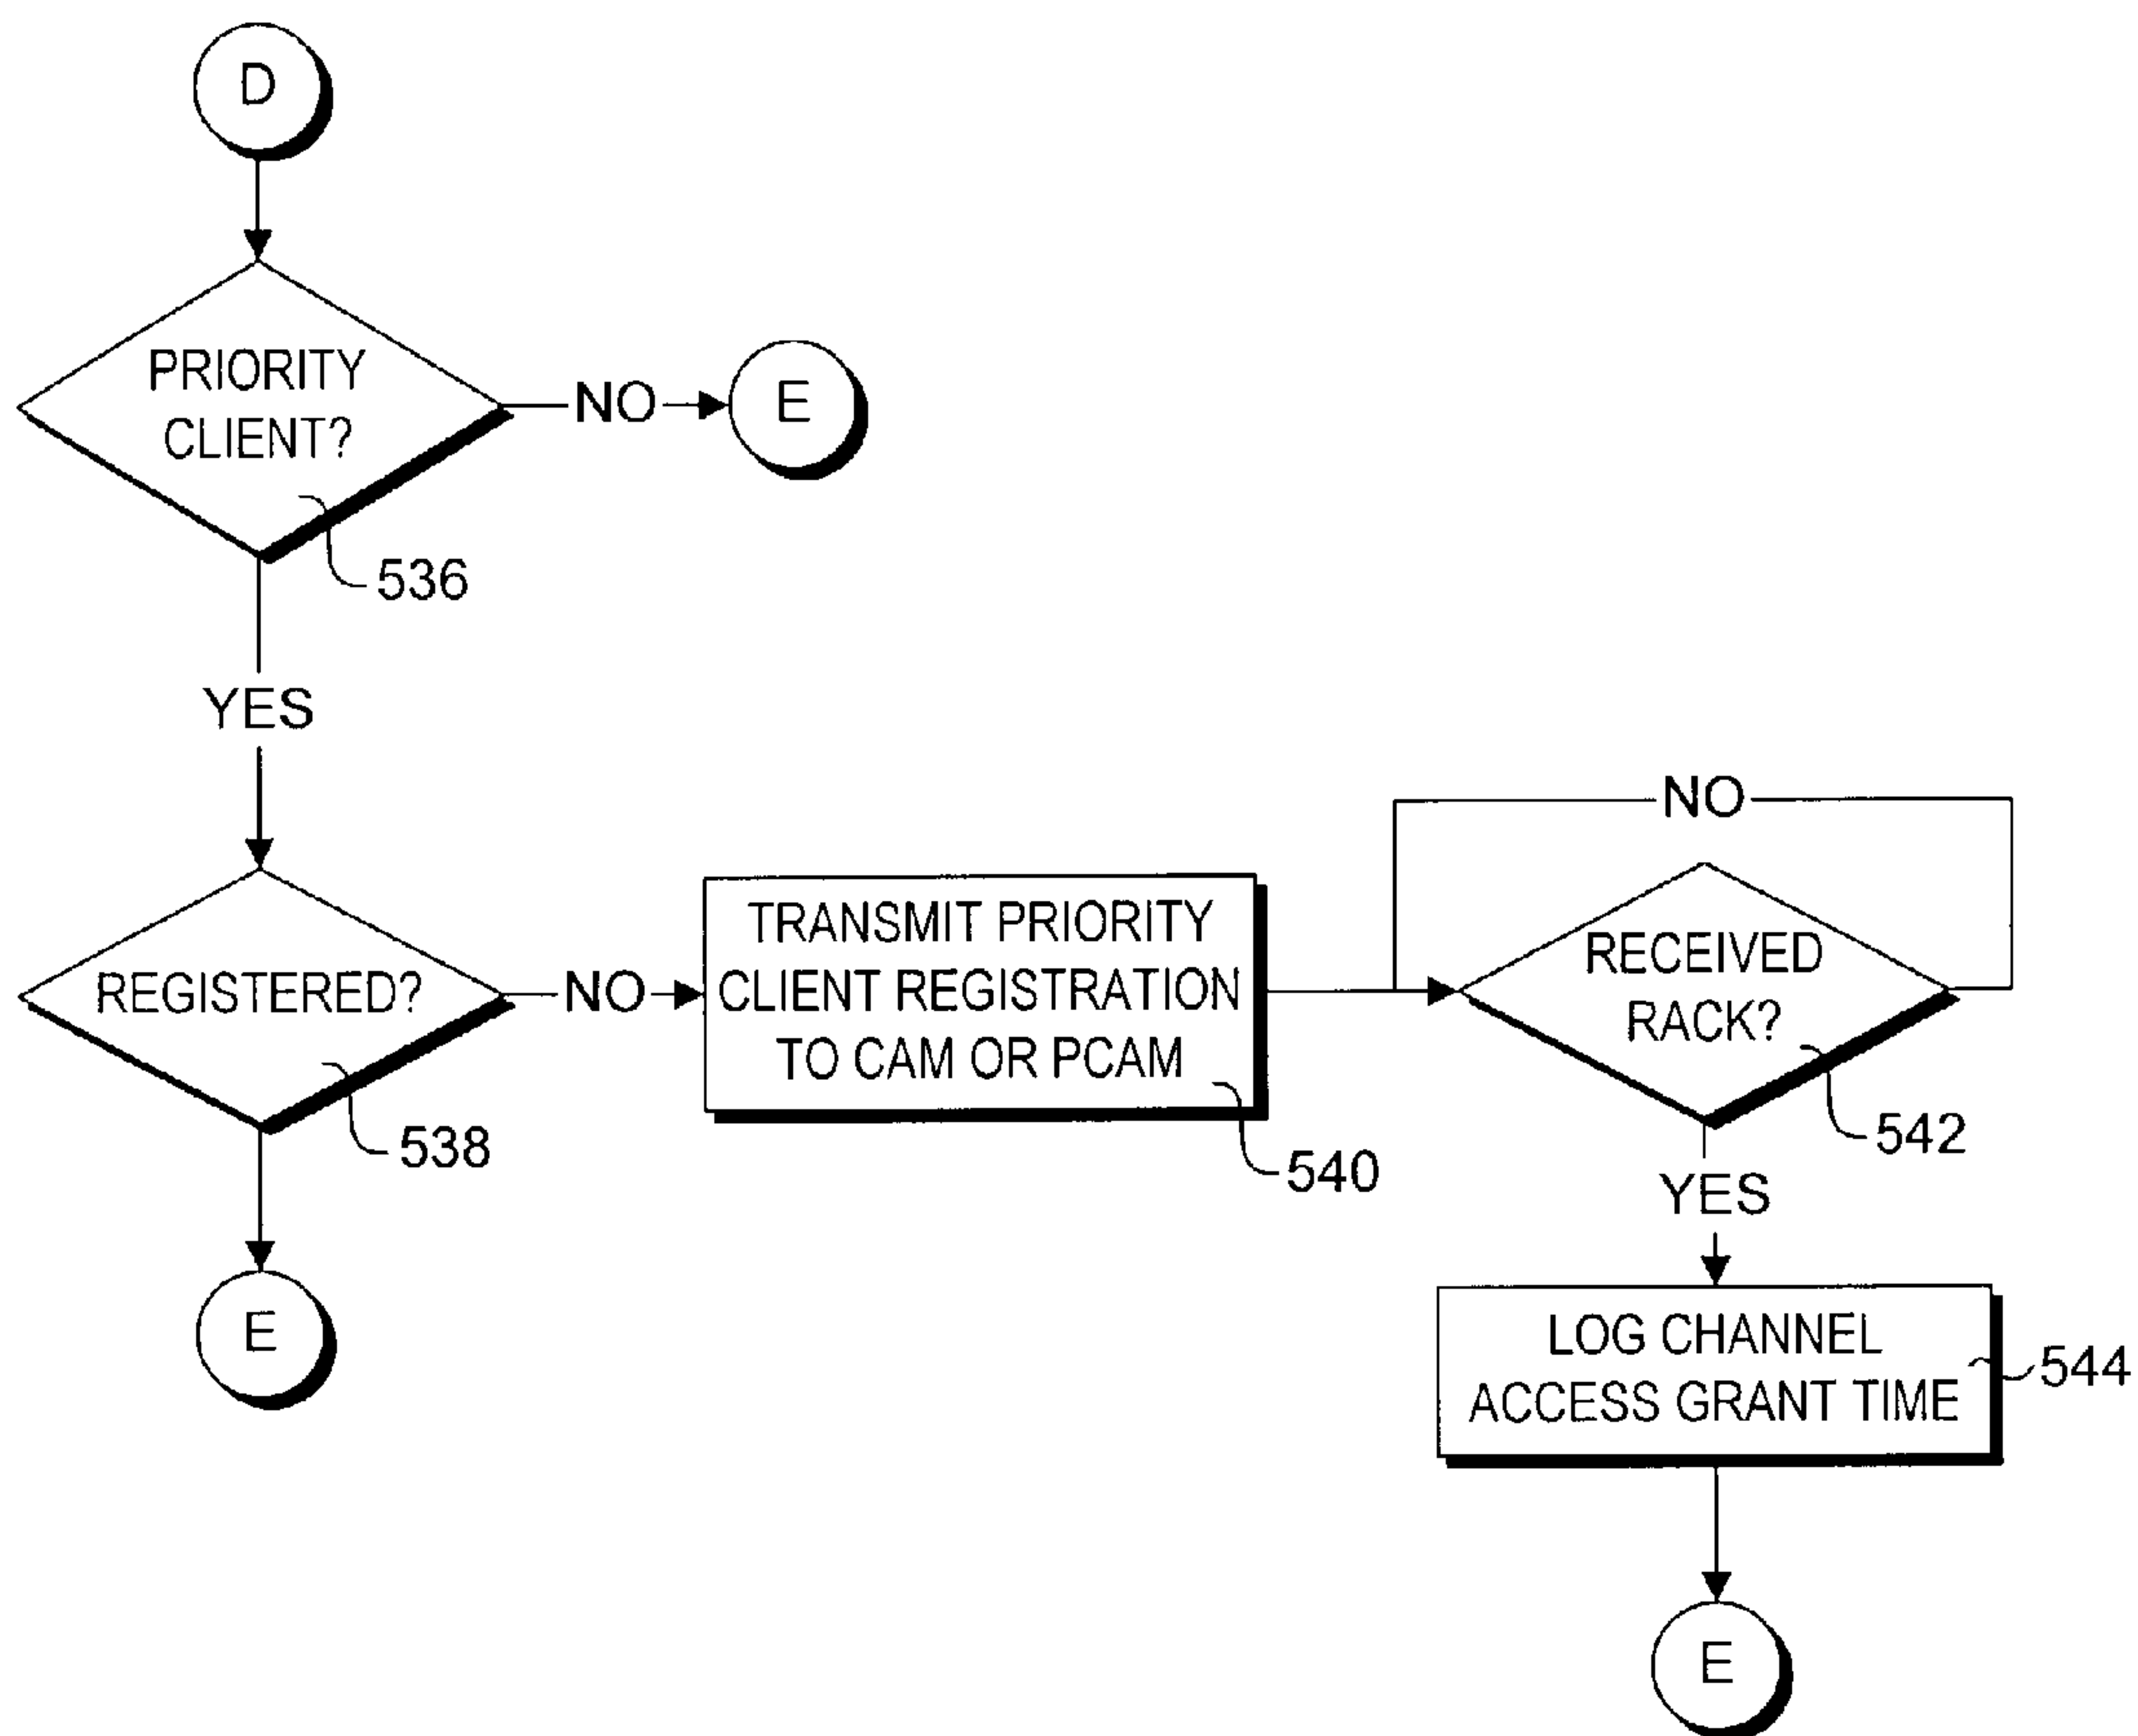 D
PRIORITY
CLIENT?
NO
E
536
YES
REGISTERED?
538
NO
TRANSMIT PRIORITY
CLIENT REGISTRATION
TO CAM OR PCAM
540
NO
RECEIVED
RACK?
542
YES
LOG CHANNEL
ACCESS GRANT TIME
544
E
E